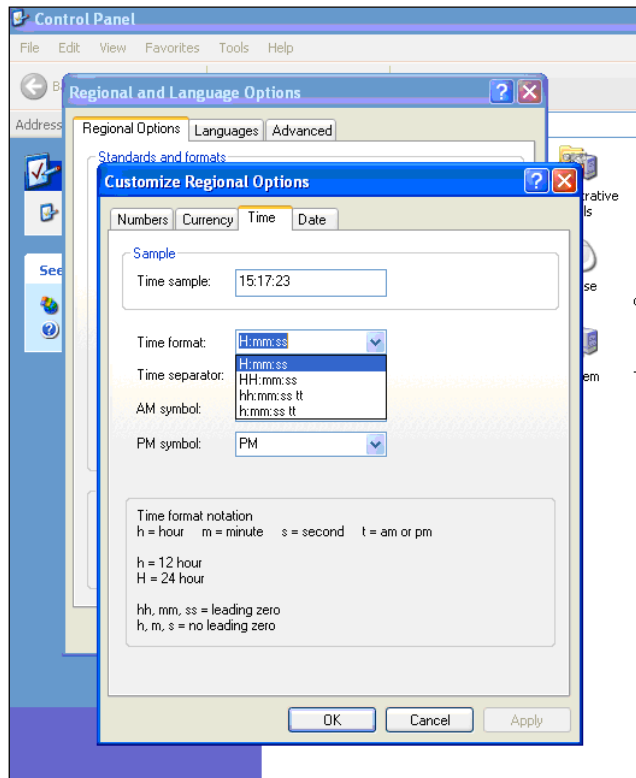 Control Panel
File Edit View Favorites Tools Help
Address
Regional and Language Options
Regional Options Languages Advanced
Standards and formats
Customize Regional Options
Numbers Currency Time Date
Sample
Time sample: 15:17:23
Time format: H:mm:ss
H:mm:ss
Time separator: HH:mm:ss
hh:mm:ss tt
AM symbol: h:mm:ss tt
PM symbol: PM
Time format notation
h = hour m = minute s = second t = am or pm
h = 12 hour
H = 24 hour
hh, mm, ss = leading zero
h, m, s = no leading zero
OK Cancel Apply
See